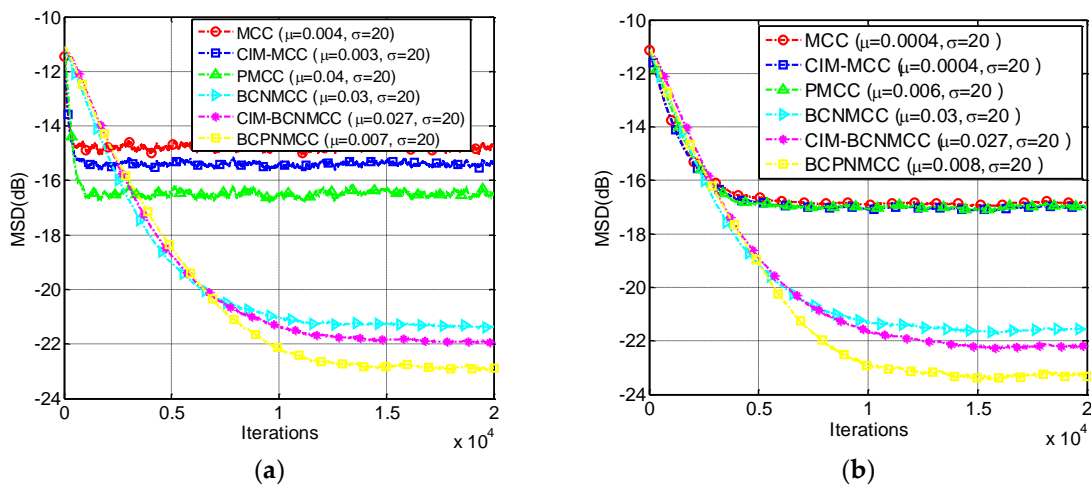 -10
-12
-14
-16
-18
-20
-22
-24
MSD(dB)
MCC (μ=0.004, σ=20)
CIM-MCC (μ=0.003, σ=20)
PMCC (μ=0.04, σ=20)
BCNMCC (μ=0.03, σ=20)
CIM-BCNMCC (μ=0.027, σ=20)
BCPNMCC (μ=0.007, σ=20)
0 0.5 1 1.5 2
Iterations
x 10^4
(a)
-10
-12
-14
-16
-18
-20
-22
-24
MSD(dB)
MCC (μ=0.0004, σ=20 )
CIM-MCC (μ=0.0004, σ=20 )
PMCC (μ=0.006, σ=20 )
BCNMCC (μ=0.03, σ=20 )
CIM-BCNMCC (μ=0.027, σ=20 )
BCPNMCC (μ=0.008, σ=20 )
0 0.5 1 1.5 2
Iterations
x 10^4
(b)